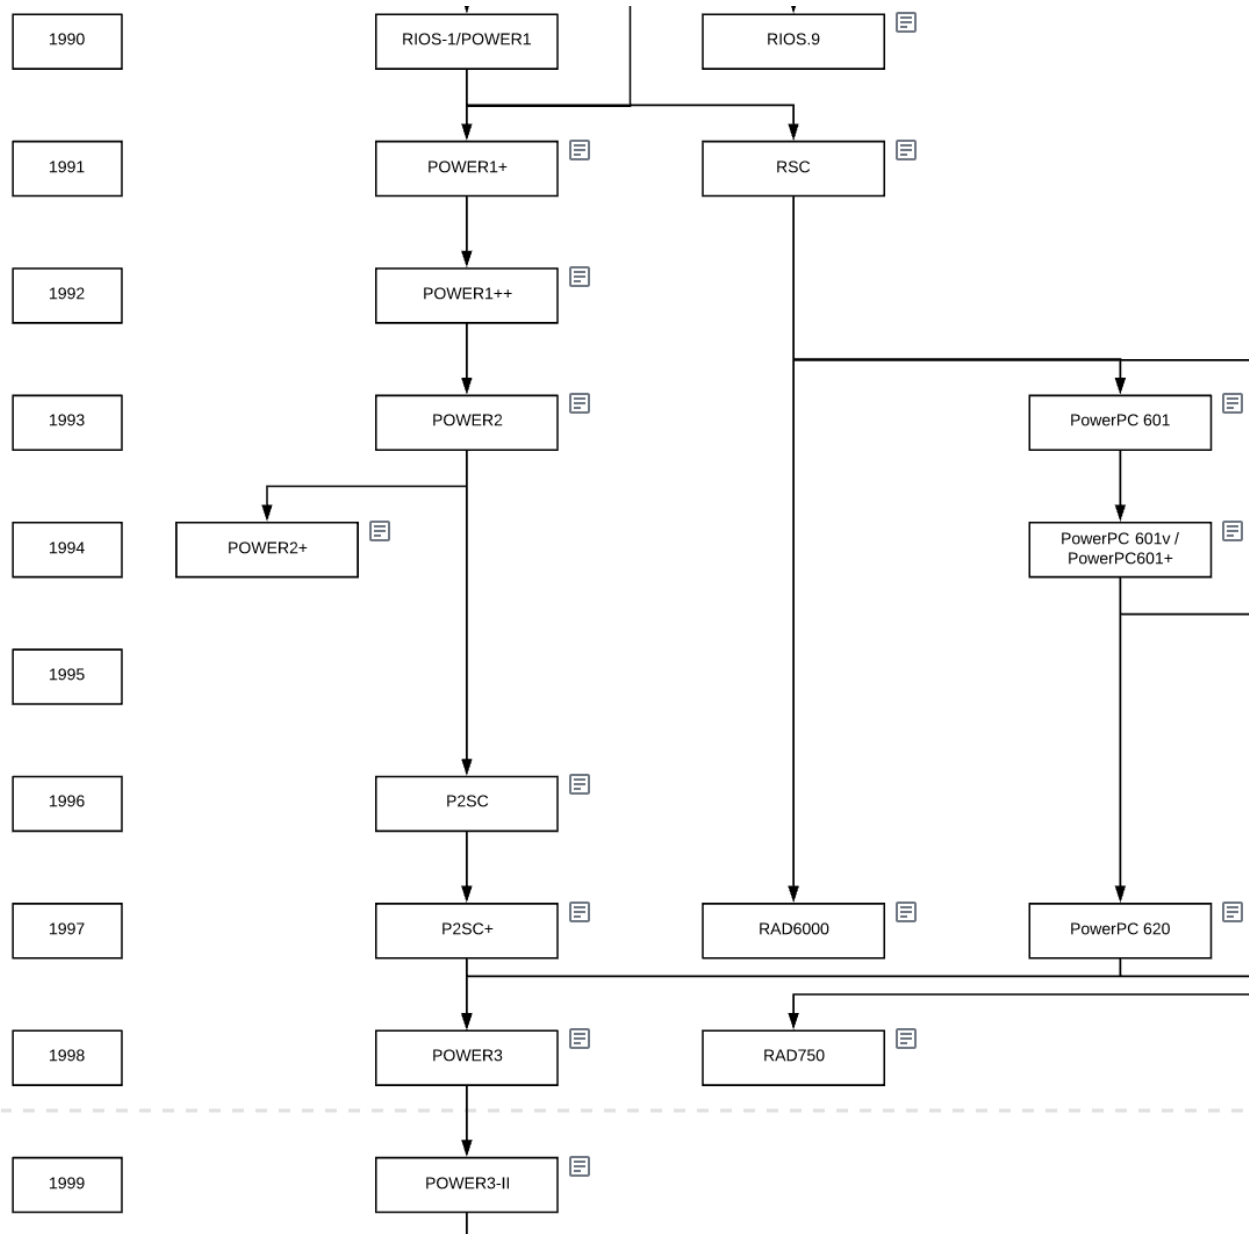 1990
RIOS-1/POWER1
RIOS.9
1991
POWER1+
RSC
1992
POWER1++
1993
POWER2
PowerPC 601
1994
POWER2+
PowerPC 601v /
PowerPC601+
1995
1996
P2SC
1997
P2SC+
RAD6000
PowerPC 620
1998
POWER3
RAD750
1999
POWER3-II